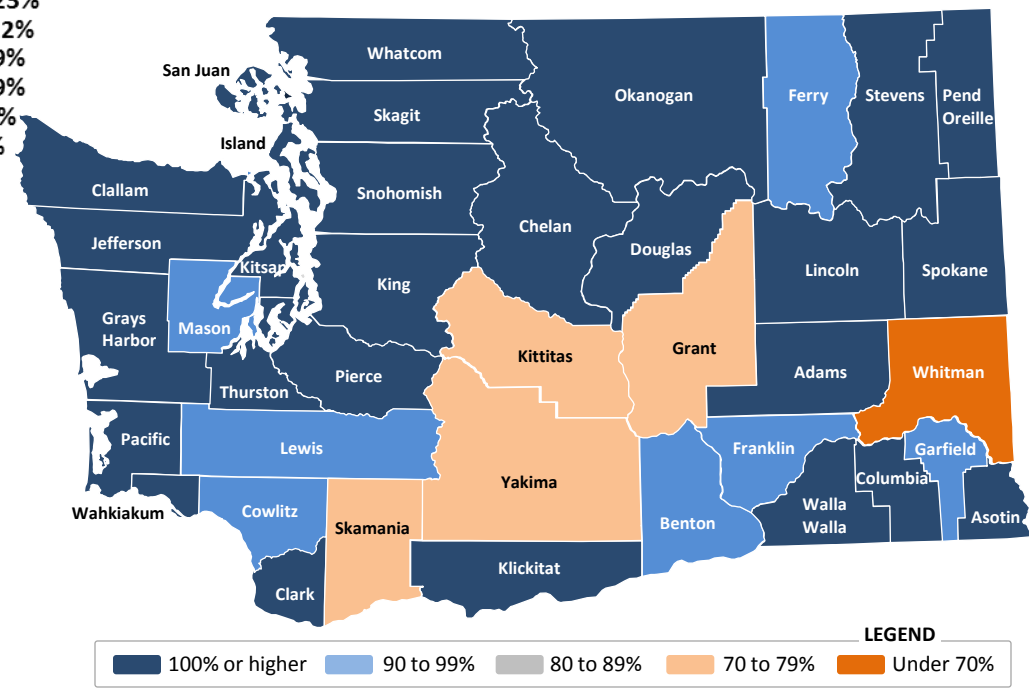 2%
9%
9%
%
Whatcom
San Juan
Skagit
Okanogan
Ferry
Stevens
Pend
Oreille
Island
Clallam
Snohomish
Chelan
Jefferson
Douglas
Kitsap
King
Lincoln
Spokane
Grays
Harbor
Mason
Kittitas
Grant
Pierce
Adams
Whitman
Thurston
Pacific
Lewis
Franklin
Garfield
Yakima
Columbia
Wahkiakum
Cowlitz
Skamania
Benton
Walla
Walla
Asotin
Klickitat
Clark
LEGEND
100% or higher
90 to 99%
80 to 89%
70 to 79%
Under 70%